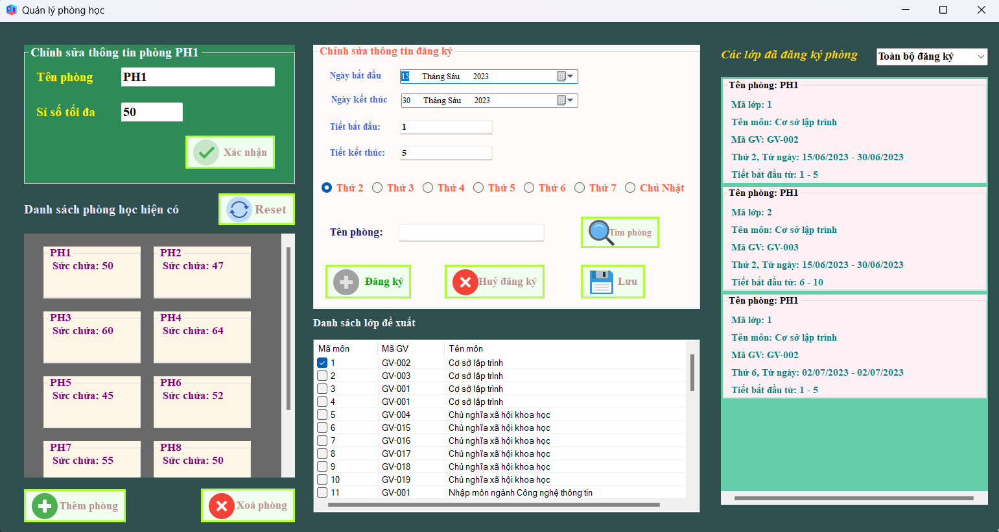 Quản lý phòng học
Chỉnh sửa thông tin phòng PH1
Tên phòng PH1
Sỉ số tối đa 50
Xác nhận
Danh sách phòng học hiện có
Reset
PH1
Sức chứa: 50
PH2
Sức chứa: 47
PH3
Sức chứa: 60
PH4
Sức chứa: 64
PH5
Sức chứa: 45
PH6
Sức chứa: 52
PH7
Sức chứa: 55
PH8
Sức chứa: 50
Thêm phòng
Xoá phòng
Chỉnh sửa thông tin đăng ký
Ngày bắt đầu 15 Tháng Sáu 2023
Ngày kết thúc 30 Tháng Sáu 2023
Tiết bắt đầu: 1
Tiết kết thúc: 5
Thứ 2 Thứ 3 Thứ 4 Thứ 5 Thứ 6 Thứ 7 Chủ Nhật
Tên phòng:
Tìm phòng
Đăng ký
Huỷ đăng ký
Lưu
Danh sách lớp đề xuất
Mã môn Mã GV Tên môn
1 GV-002 Cơ sở lập trình
2 GV-003 Cơ sở lập trình
3 GV-001 Cơ sở lập trình
4 GV-001 Cơ sở lập trình
5 GV-004 Chủ nghĩa xã hội khoa học
6 GV-015 Chủ nghĩa xã hội khoa học
7 GV-016 Chủ nghĩa xã hội khoa học
8 GV-017 Chủ nghĩa xã hội khoa học
9 GV-018 Chủ nghĩa xã hội khoa học
10 GV-019 Chủ nghĩa xã hội khoa học
11 GV-001 Nhập môn ngành Công nghệ thông tin
Các lớp đã đăng ký phòng
Toàn bộ đăng ký
Tên phòng: PH1
Mã lớp: 1
Tên môn: Cơ sở lập trình
Mã GV: GV-002
Thứ 2, Từ ngày: 15/06/2023 - 30/06/2023
Tiết bắt đầu từ: 1 - 5
Tên phòng: PH1
Mã lớp: 2
Tên môn: Cơ sở lập trình
Mã GV: GV-003
Thứ 2, Từ ngày: 15/06/2023 - 30/06/2023
Tiết bắt đầu từ: 6 - 10
Tên phòng: PH1
Mã lớp: 1
Tên môn: Cơ sở lập trình
Mã GV: GV-002
Thứ 6, Từ ngày: 02/07/2023 - 02/07/2023
Tiết bắt đầu từ: 1 - 5